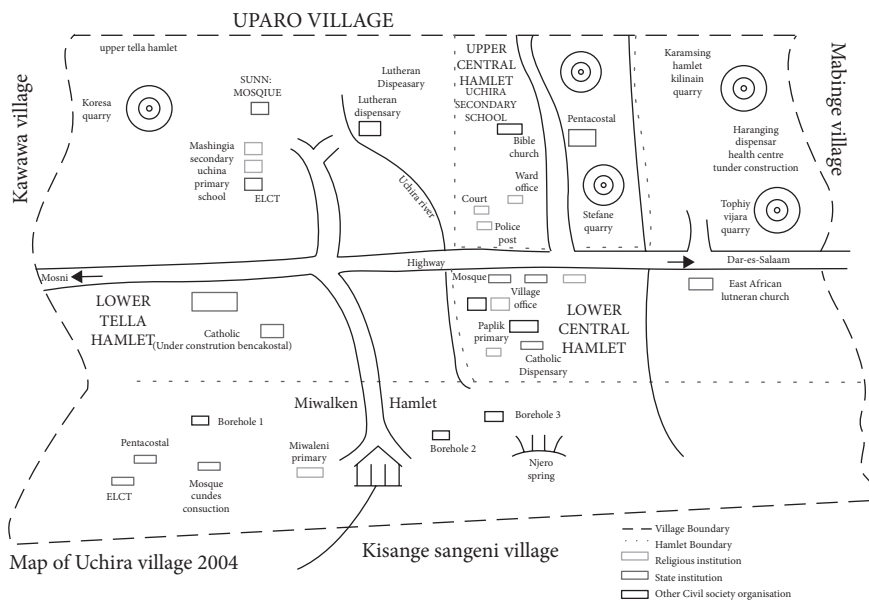 UPARO VILLAGE
upper tella hamlet
Koresa
quarry
SUNN:
MOSQIUE
Lutheran
Dispeasary
Lutheran
dispensary
UPPER
CENTRAL
HAMLET
UCHIRA
SECONDARY
SCHOOL
Karamsing
hamlet
kilinain
quarry
Kawawa village
Mabinge village
Mashingia
secondary
uchina
primary
school
ELCT
Uchira river
Bible
church
Ward
office
Court
Police
post
Pentacostal
Stefane
quarry
Haranging
dispensar
health centre
tunder construction
Tophiy
vijara
quarry
Highway
Dar-es-Salaam
Mosni
LOWER
TELLA
HAMLET
Catholic
(Under constrution bencakostal)
Mosque
Village
office
Paplik
primary
Catholic
Dispensary
LOWER
CENTRAL
HAMLET
East African
lutneran church
Miwalken Hamlet
Borehole 1
Borehole 3
Borehole 2
Pentacostal
ELCT
Mosque
cundes
consuction
Miwaleni
primary
Njero
spring
Map of Uchira village 2004
Kisange sangeni village
Village Boundary
Hamlet Boundary
Religious institution
State institution
Other Civil society organisation